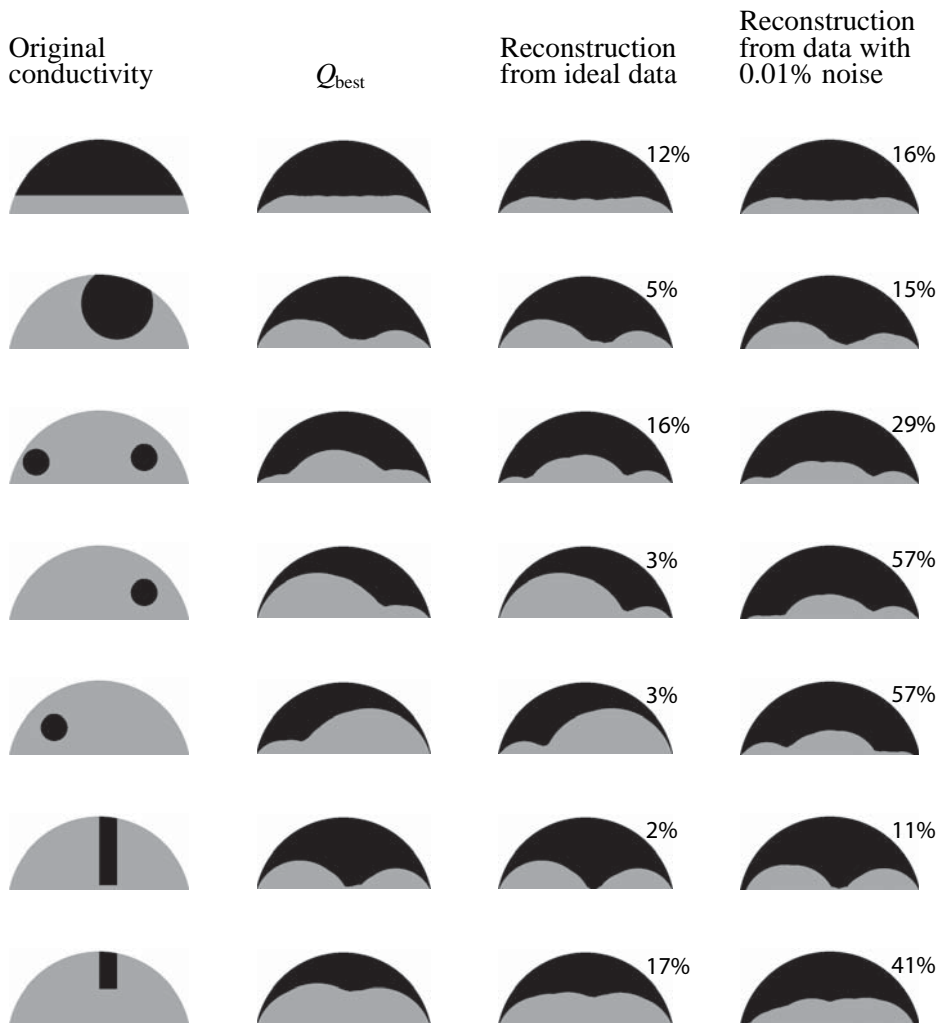 Original
conductivity
Q best
Reconstruction
from ideal data
Reconstruction
from data with
0.01% noise
12%
16%
5%
15%
16%
29%
3%
57%
3%
57%
2%
11%
17%
41%